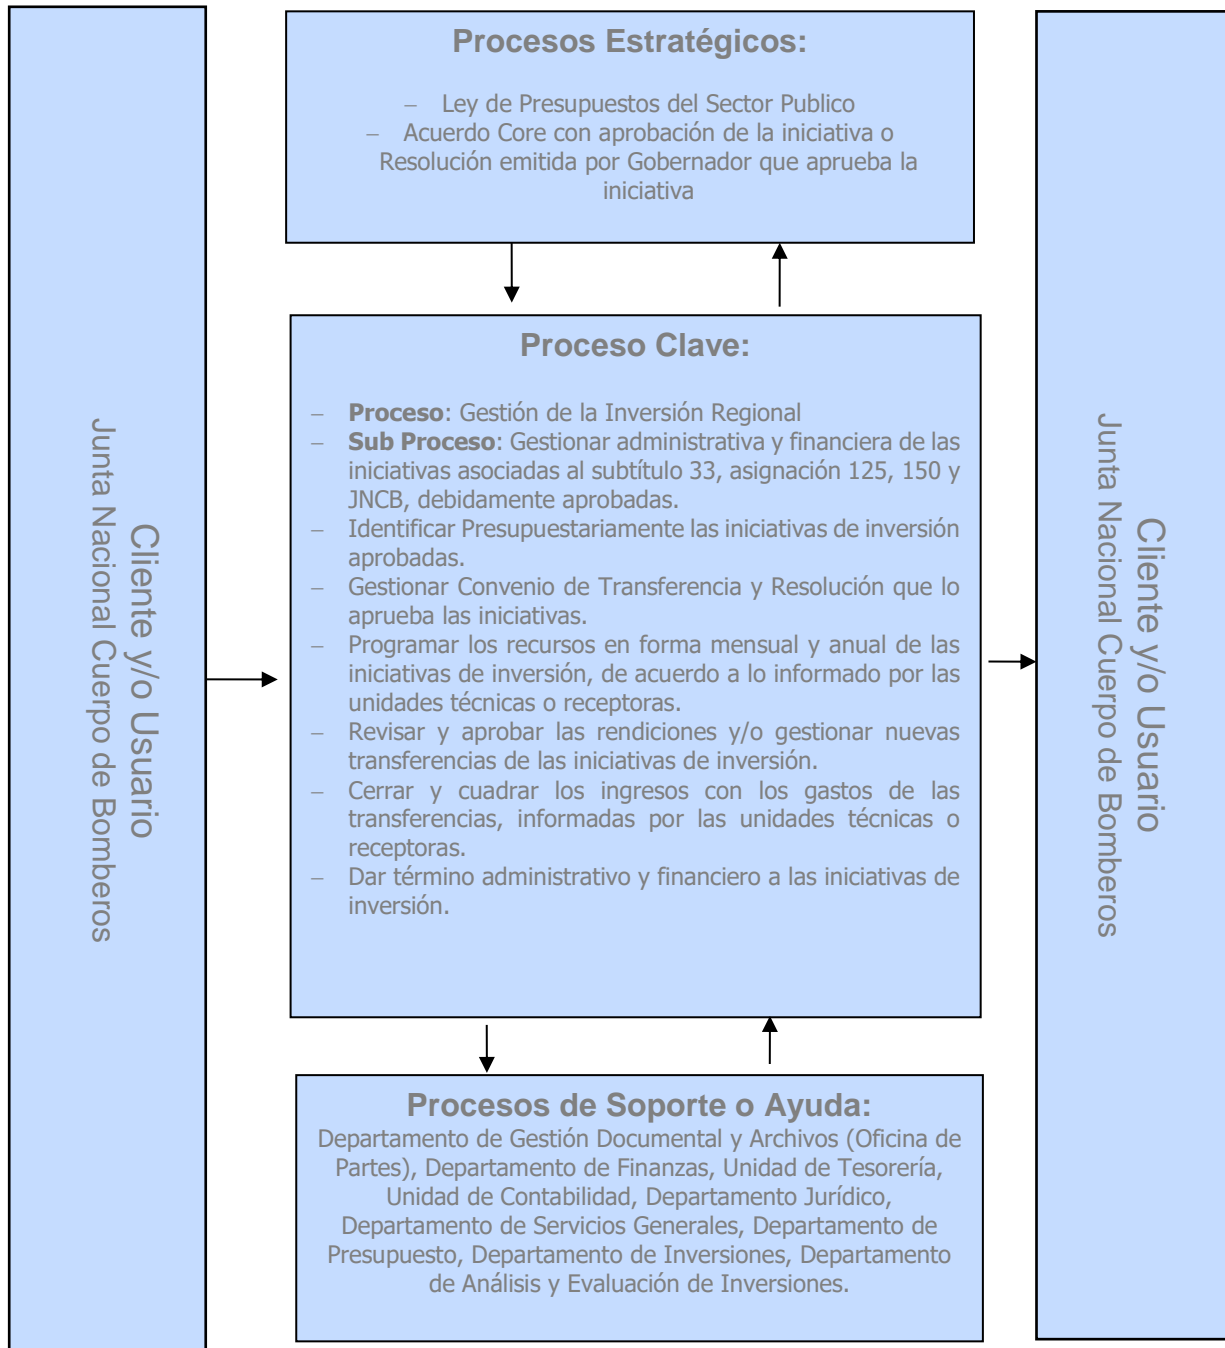 Cliente y/o Usuario
Junta Nacional Cuerpo de Bomberos
Procesos Estratégicos:
– Ley de Presupuestos del Sector Publico
– Acuerdo Core con aprobación de la iniciativa o
Resolución emitida por Gobernador que aprueba la
iniciativa
Proceso Clave:
– Proceso: Gestión de la Inversión Regional
– Sub Proceso: Gestionar administrativa y financiera de las
iniciativas asociadas al subtítulo 33, asignación 125, 150 y
JNCB, debidamente aprobadas.
– Identificar Presupuestariamente las iniciativas de inversión
aprobadas.
– Gestionar Convenio de Transferencia y Resolución que lo
aprueba las iniciativas.
– Programar los recursos en forma mensual y anual de las
iniciativas de inversión, de acuerdo a lo informado por las
unidades técnicas o receptoras.
– Revisar y aprobar las rendiciones y/o gestionar nuevas
transferencias de las iniciativas de inversión.
– Cerrar y cuadrar los ingresos con los gastos de las
transferencias, informadas por las unidades técnicas o
receptoras.
– Dar término administrativo y financiero a las iniciativas de
inversión.
Procesos de Soporte o Ayuda:
Departamento de Gestión Documental y Archivos (Oficina de
Partes), Departamento de Finanzas, Unidad de Tesorería,
Unidad de Contabilidad, Departamento Jurídico,
Departamento de Servicios Generales, Departamento de
Presupuesto, Departamento de Inversiones, Departamento
de Análisis y Evaluación de Inversiones.
Cliente y/o Usuario
Junta Nacional Cuerpo de Bomberos